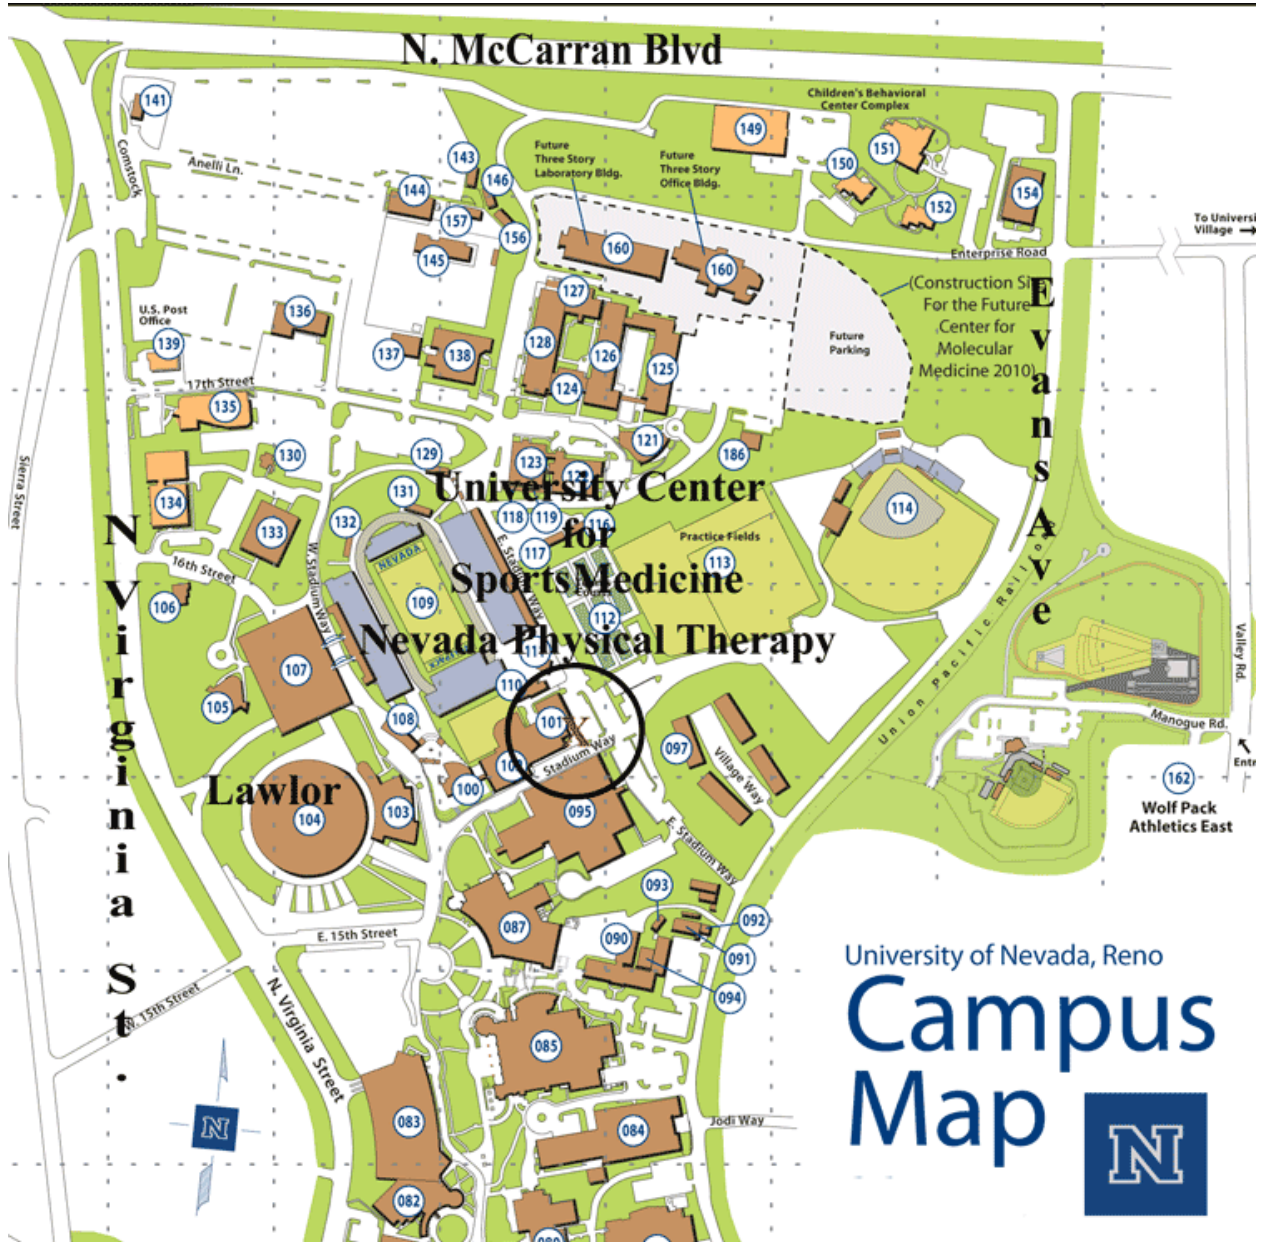 N. McCarran Blvd
Children's Behavioral
Center Complex
141
Comstock
Anelli Ln.
143
146
144
157
156
145
Future
Three Story
Laboratory Bldg.
Future
Three Story
Office Bldg.
149
150
151
152
154
160
160
To Universi
Village
Enterprise Road
(Construction Sit
For the Future
Center for
Molecular
Medicine 2010)
Future
Parking
Evans Ave
U.S. Post
Office
139
136
137
138
127
128
126
125
124
17th Street
135
130
129
123
121
186
134
133
132
131
118
119
116
117
114
University Center
for
SportsMedicine
Nevada Physical Therapy
Practice Fields
113
112
Sierra Street
N Virginia St.
16th Street
W. Stadium Way
E. Stadium Way
NEVADA
109
106
107
105
108
110
101
Stadium Way
100
095
097
Village Way
E. Stadium Way
Union Pacific Railroad
Valley Rd.
Manogue Rd.
Entr
162
Wolf Pack
Athletics East
Lawlor
104
103
E. 15th Street
W. 15th Street
N. Virginia Street
087
093
092
090
091
094
085
083
084
Jodi Way
082
N
University of Nevada, Reno
Campus
Map
N